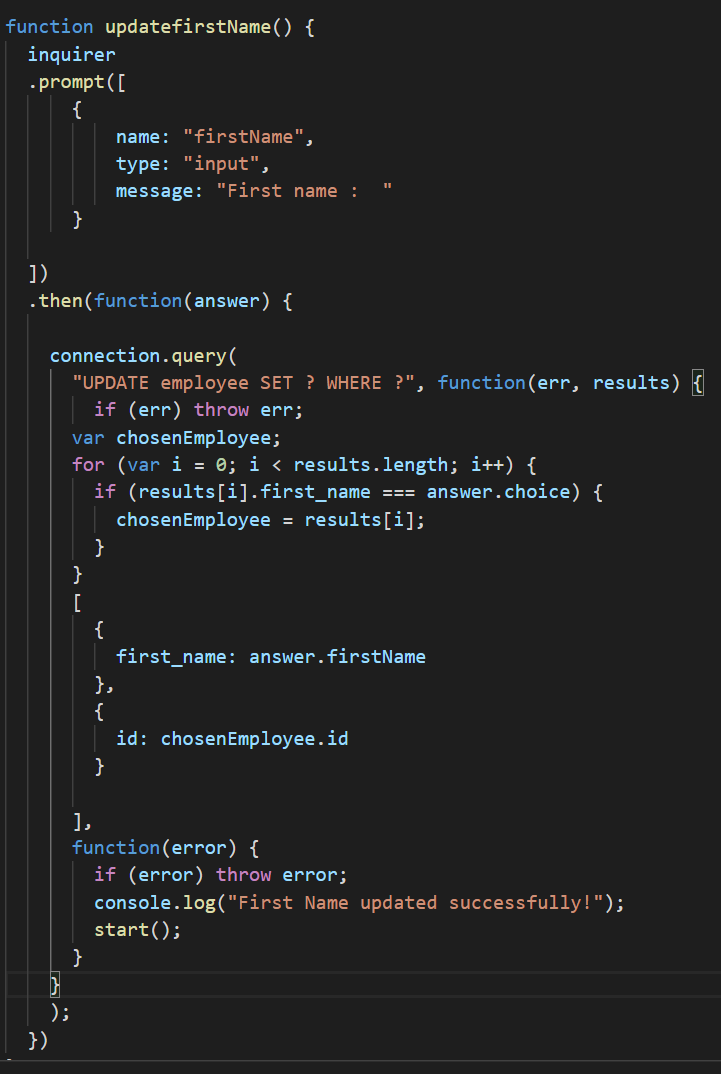 function updatefirstName() {
  inquirer
  .prompt([
      {
          name: "firstName",
          type: "input",
          message: "First name :  "
      }

  ])
  .then(function(answer) {

    connection.query(
      "UPDATE employee SET ? WHERE ?", function(err, results) {
        if (err) throw err;
      var chosenEmployee;
      for (var i = 0; i < results.length; i++) {
        if (results[i].first_name === answer.choice) {
          chosenEmployee = results[i];
        }
      }
      [
        {
          first_name: answer.firstName
        },
        {
          id: chosenEmployee.id
        }

      ],
      function(error) {
        if (error) throw error;
        console.log("First Name updated successfully!");
        start();
      }
    }
    );
  })